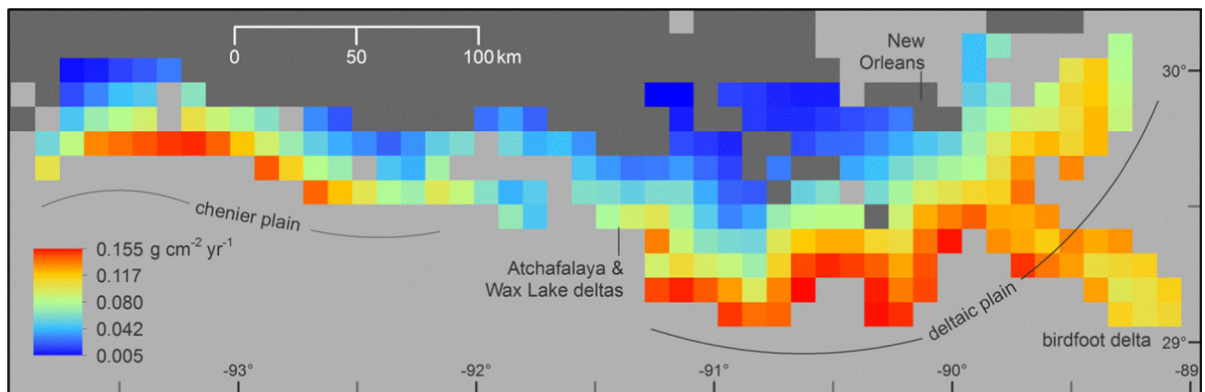 0
50
100 km
New
Orleans
30°
chenier plain
0.155 g cm-2 yr-1
0.117
0.080
0.042
0.005
Atchafalaya &
Wax Lake deltas
deltaic plain
birdfoot delta
29°
-93°
-92°
-91°
-90°
-89